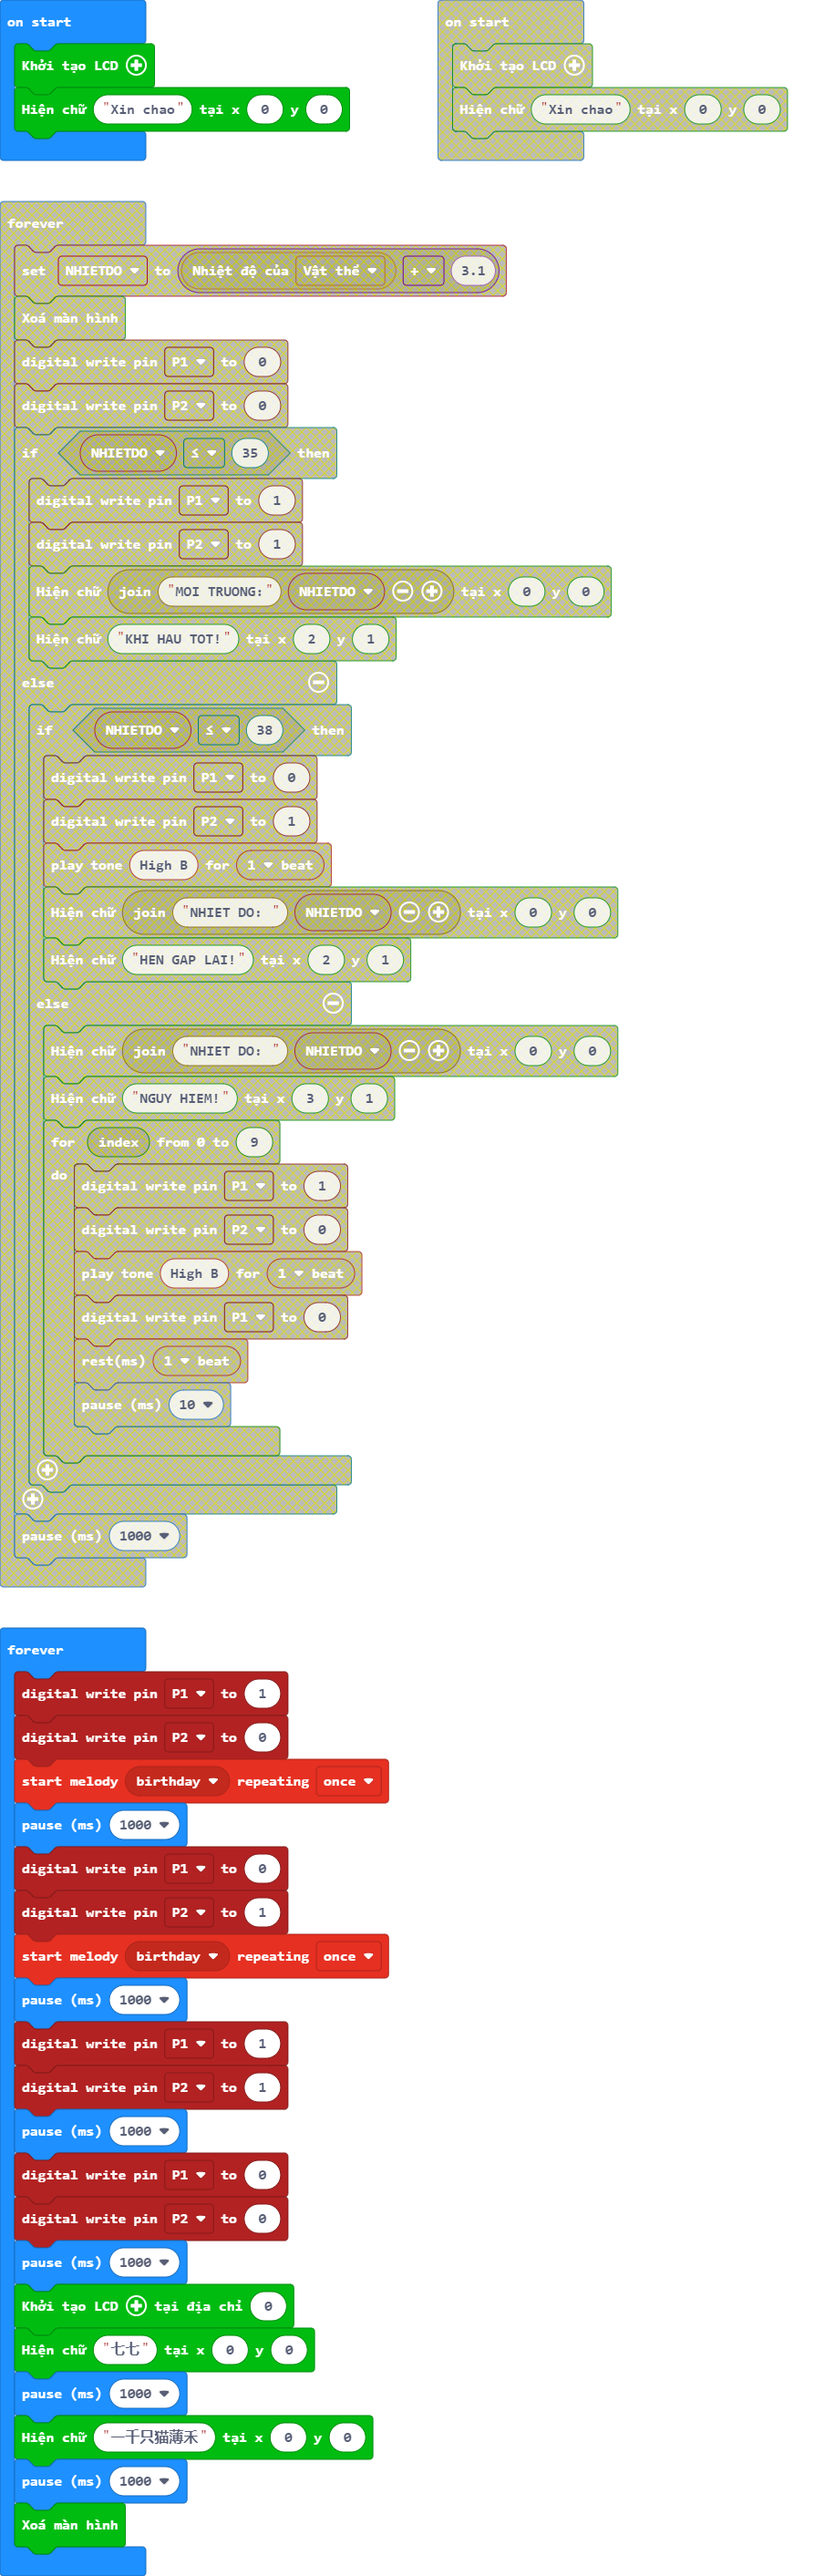 on start
Khởi tạo LCD
Hiện chữ "Xin chao" tại x 0 y 0
on start
Khởi tạo LCD
Hiện chữ "Xin chao" tại x 0 y 0
forever
set NHIETDO to Nhiệt độ của Vật thể + 3.1
Xoá màn hình
digital write pin P1 to 0
digital write pin P2 to 0
if NHIETDO ≤ 35 then
digital write pin P1 to 1
digital write pin P2 to 1
Hiện chữ join "MOI TRUONG:" NHIETDO tại x 0 y 0
Hiện chữ "KHI HAU TOT!" tại x 2 y 1
else
if NHIETDO ≤ 38 then
digital write pin P1 to 0
digital write pin P2 to 1
play tone High B for 1 beat
Hiện chữ join "NHIET DO: " NHIETDO tại x 0 y 0
Hiện chữ "HEN GAP LAI!" tại x 2 y 1
else
Hiện chữ join "NHIET DO: " NHIETDO tại x 0 y 0
Hiện chữ "NGUY HIEM!" tại x 3 y 1
for index from 0 to 9
do
digital write pin P1 to 1
digital write pin P2 to 0
play tone High B for 1 beat
digital write pin P1 to 0
rest(ms) 1 beat
pause (ms) 10
pause (ms) 1000
forever
digital write pin P1 to 1
digital write pin P2 to 0
start melody birthday repeating once
pause (ms) 1000
digital write pin P1 to 0
digital write pin P2 to 1
start melody birthday repeating once
pause (ms) 1000
digital write pin P1 to 1
digital write pin P2 to 1
pause (ms) 1000
digital write pin P1 to 0
digital write pin P2 to 0
pause (ms) 1000
Khởi tạo LCD tại địa chỉ 0
Hiện chữ "七七" tại x 0 y 0
pause (ms) 1000
Hiện chữ "一千只猫薄禾" tại x 0 y 0
pause (ms) 1000
Xoá màn hình